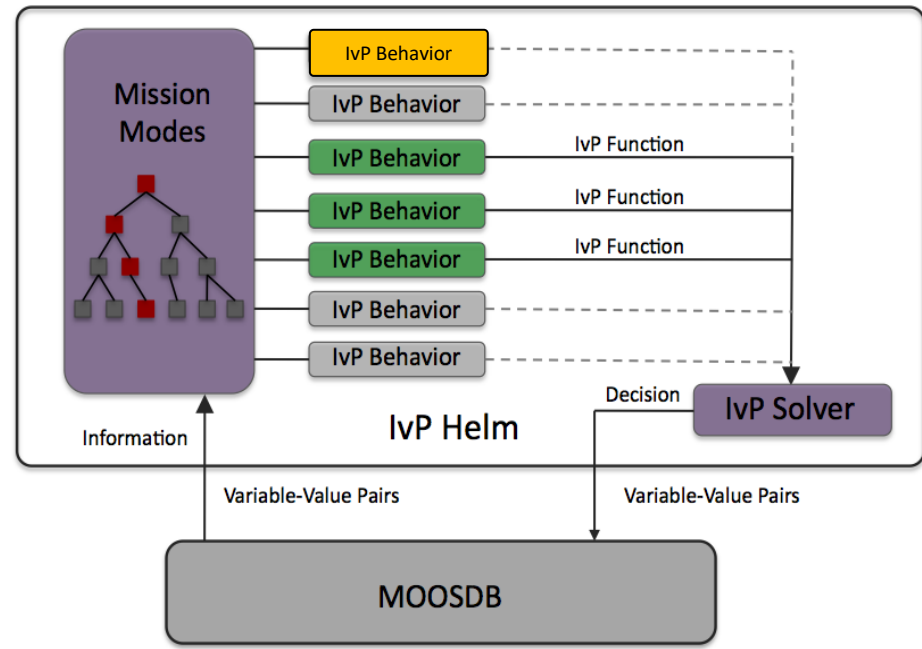 Mission
Modes
IvP Behavior
IvP Behavior
IvP Behavior
IvP Function
IvP Behavior
IvP Function
IvP Behavior
IvP Function
IvP Behavior
IvP Behavior
Decision
IvP Solver
Information
IvP Helm
Variable-Value Pairs
Variable-Value Pairs
MOOSDB